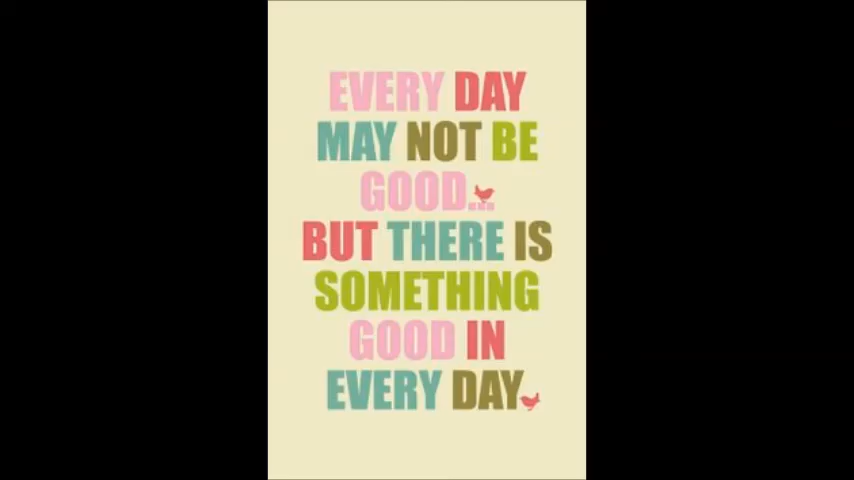 EVERY DAY
MAY NOT BE
GOOD...
BUT THERE IS
SOMETHING
GOOD IN
EVERY DAY